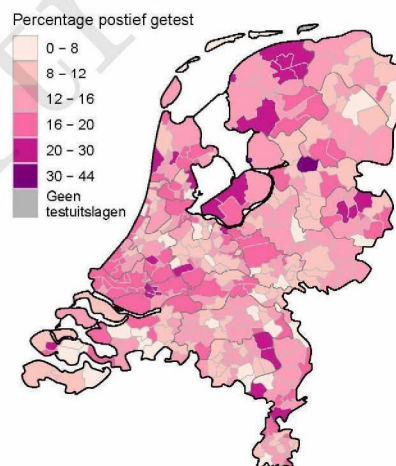 Percentage postief getest
0 – 8
8 – 12
12 – 16
16 – 20
20 – 30
30 – 44
Geen
testuitslagen